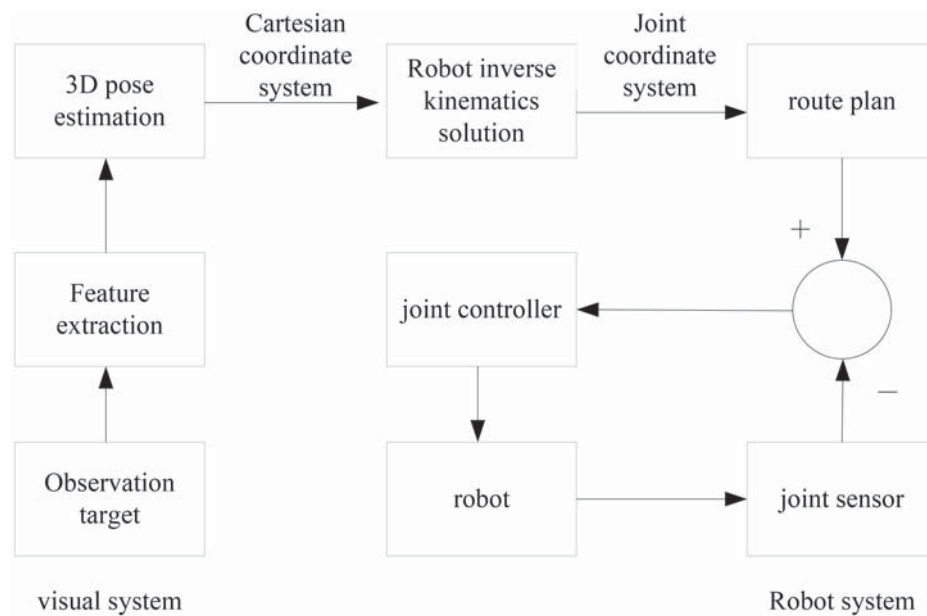 Cartesian
coordinate
system
Joint
coordinate
system
3D pose
estimation
Robot inverse
kinematics
solution
route plan
+
Feature
extraction
joint controller
−
Observation
target
robot
joint sensor
visual system
Robot system